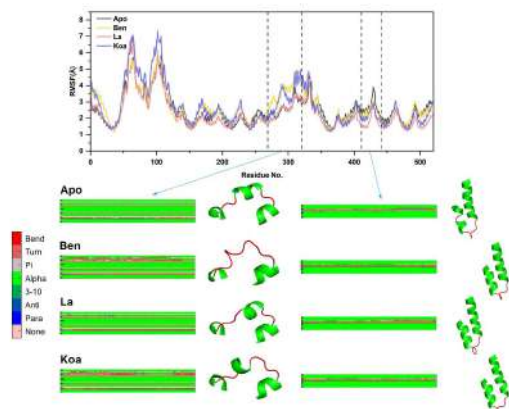 8
7
6
5
4
3
2
1
0
RMSF(Å)
Apo
Ben
La
Koa
0 100 200 300 400 500
Residue No.
Apo
Ben
La
Koa
Bend
Turn
Pi
Alpha
3-10
Anti
Para
None